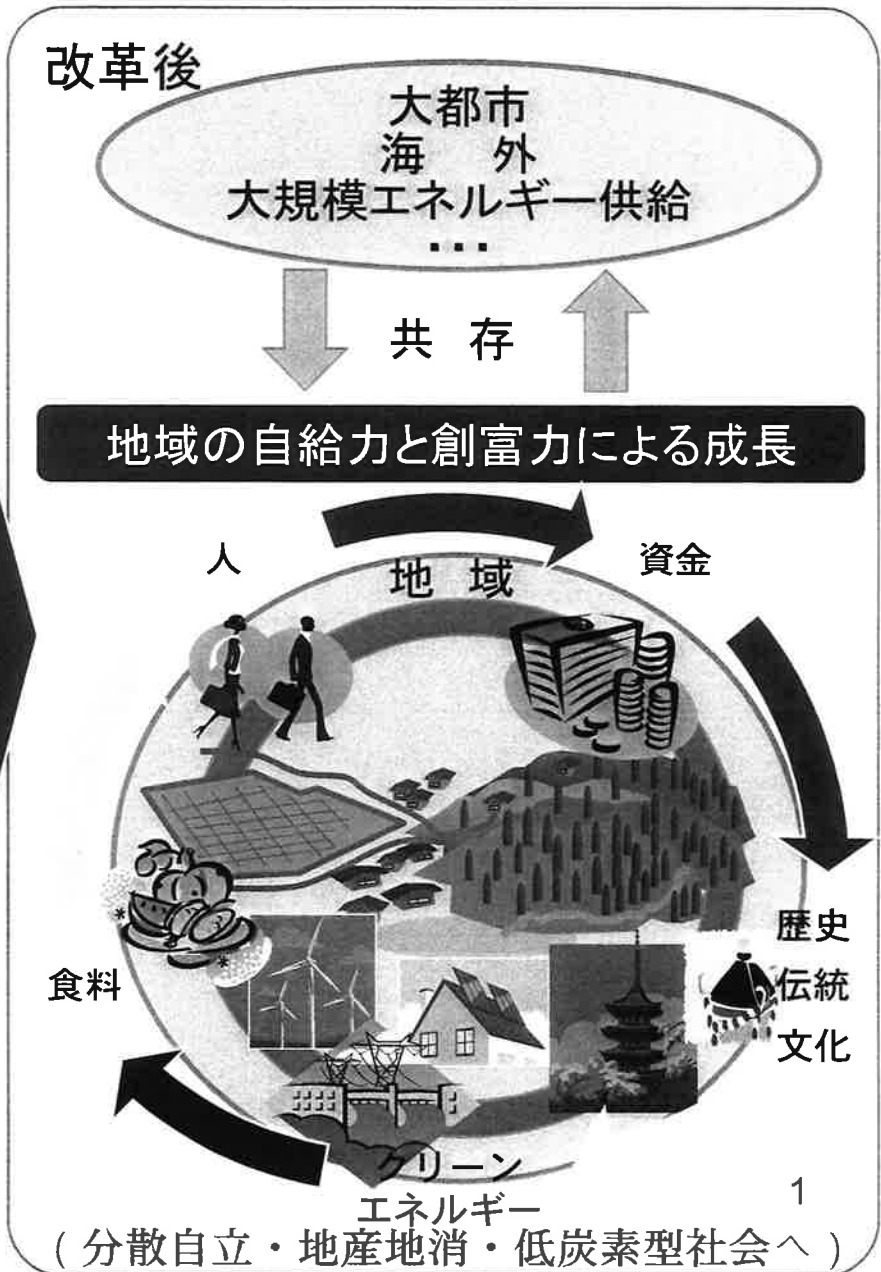 改革後
大都市
海　外
大規模エネルギー供給
・・・
共　存
地域の自給力と創富力による成長
人
地　域
資金
歴史
伝統
文化
食料
クリーン
エネルギー
1
(分散自立・地産地消・低炭素型社会へ)